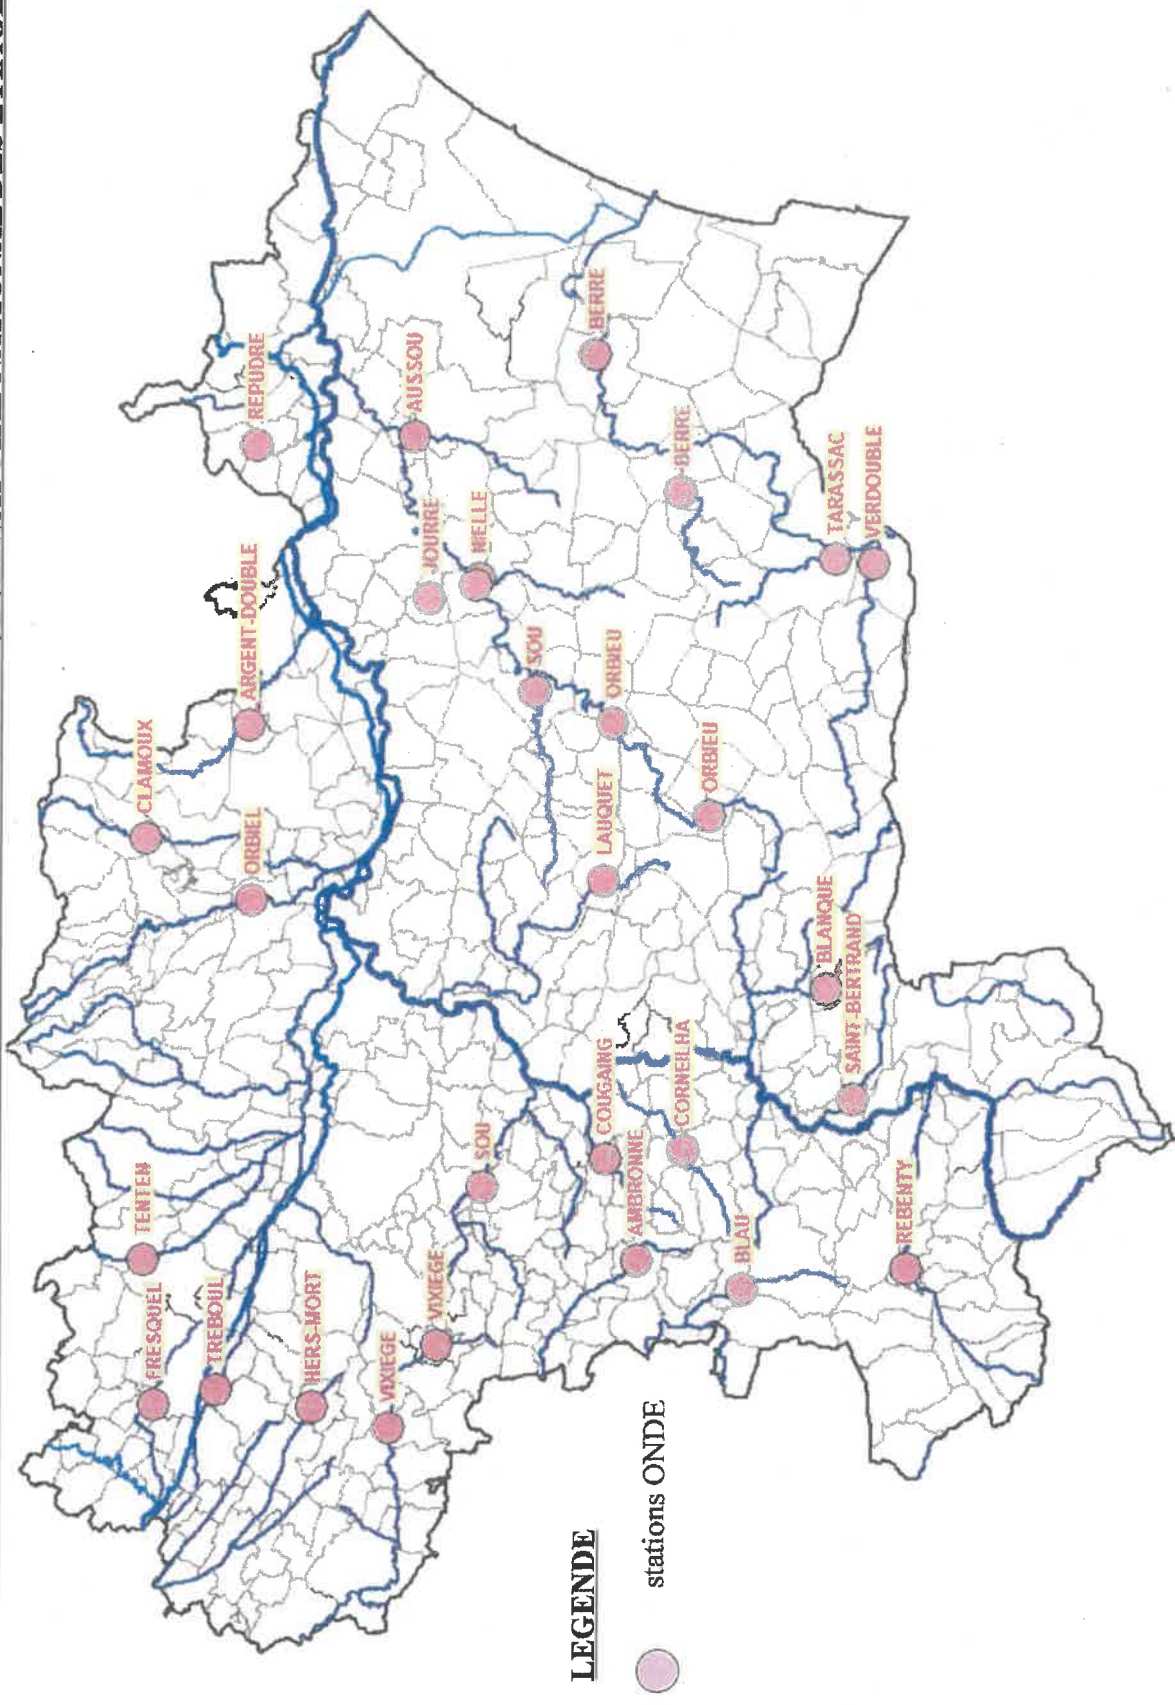 FRESQUEL
TENTEN
CLAMOUX
TREBOUL
ORBIEL
ARGENT-DOUBLE
REPUDRE
HERS-MORT
VIXIEGE
AUSSOU
VIXIEGE
JOURRE
SOU
NIELLE
SOU
COUGAING
LAUQUET
ORBIEU
BERRE
AMBRONNE
CORNEILHA
BERRE
ORBIEU
BLAU
BLANQUE
TARASSAC
SAINT-BERTRAND
VERDOUBLE
REBENTY
LEGENDE
stations ONDE